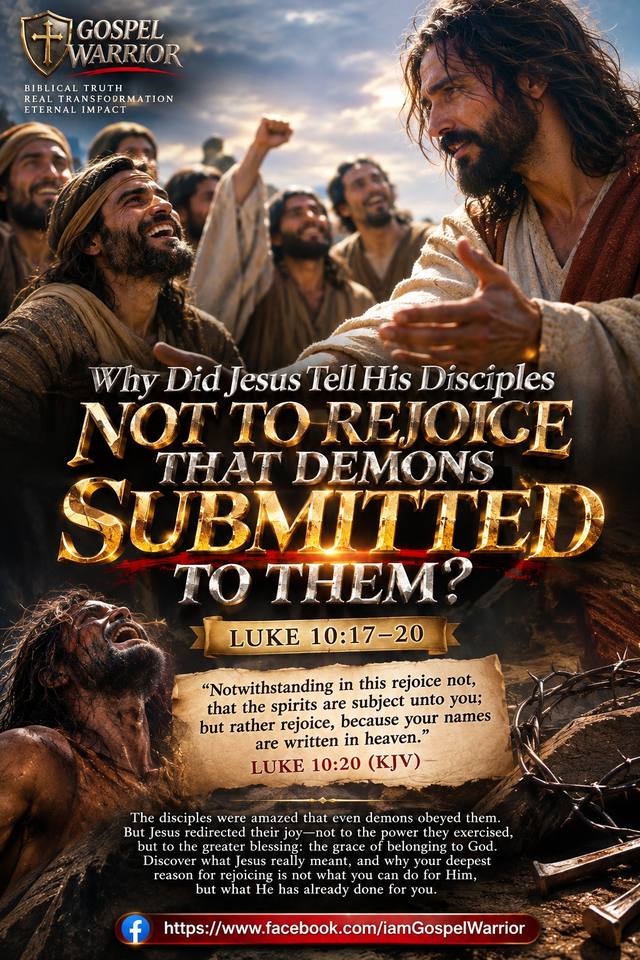 GOSPEL
WARRIOR
BIBLICAL TRUTH
REAL TRANSFORMATION
ETERNAL IMPACT
Why Did Jesus Tell His Disciples
NOT TO REJOICE
THAT DEMONS
SUBMITTED
TO THEM?
LUKE 10:17–20
“Notwithstanding in this rejoice not,
that the spirits are subject unto you;
but rather rejoice, because your names
are written in heaven.”
LUKE 10:20 (KJV)
The disciples were amazed that even demons obeyed them.
But Jesus redirected their joy—not to the power they exercised,
but to the greater blessing: the grace of belonging to God.
Discover what Jesus really meant, and why your deepest
reason for rejoicing is not what you can do for Him,
but what He has already done for you.
https://www.facebook.com/iamGospelWarrior